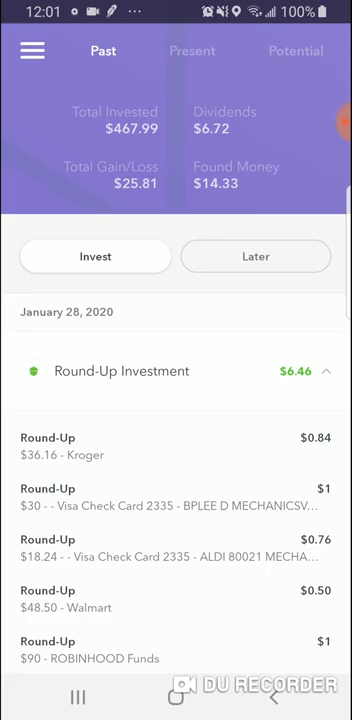 12:01 100%
Past Present Potential
Total Invested Dividends
$467.99 $6.72
Total Gain/Loss Found Money
$25.81 $14.33
Invest Later
January 28, 2020
Round-Up Investment $6.46
Round-Up $0.84
$36.16 - Kroger
Round-Up $1
$30 - - Visa Check Card 2335 - BPLEE D MECHANICSV...
Round-Up $0.76
$18.24 - - Visa Check Card 2335 - ALDI 80021 MECHA...
Round-Up $0.50
$48.50 - Walmart
Round-Up $1
$90 - ROBINHOOD Funds
DU RECORDER